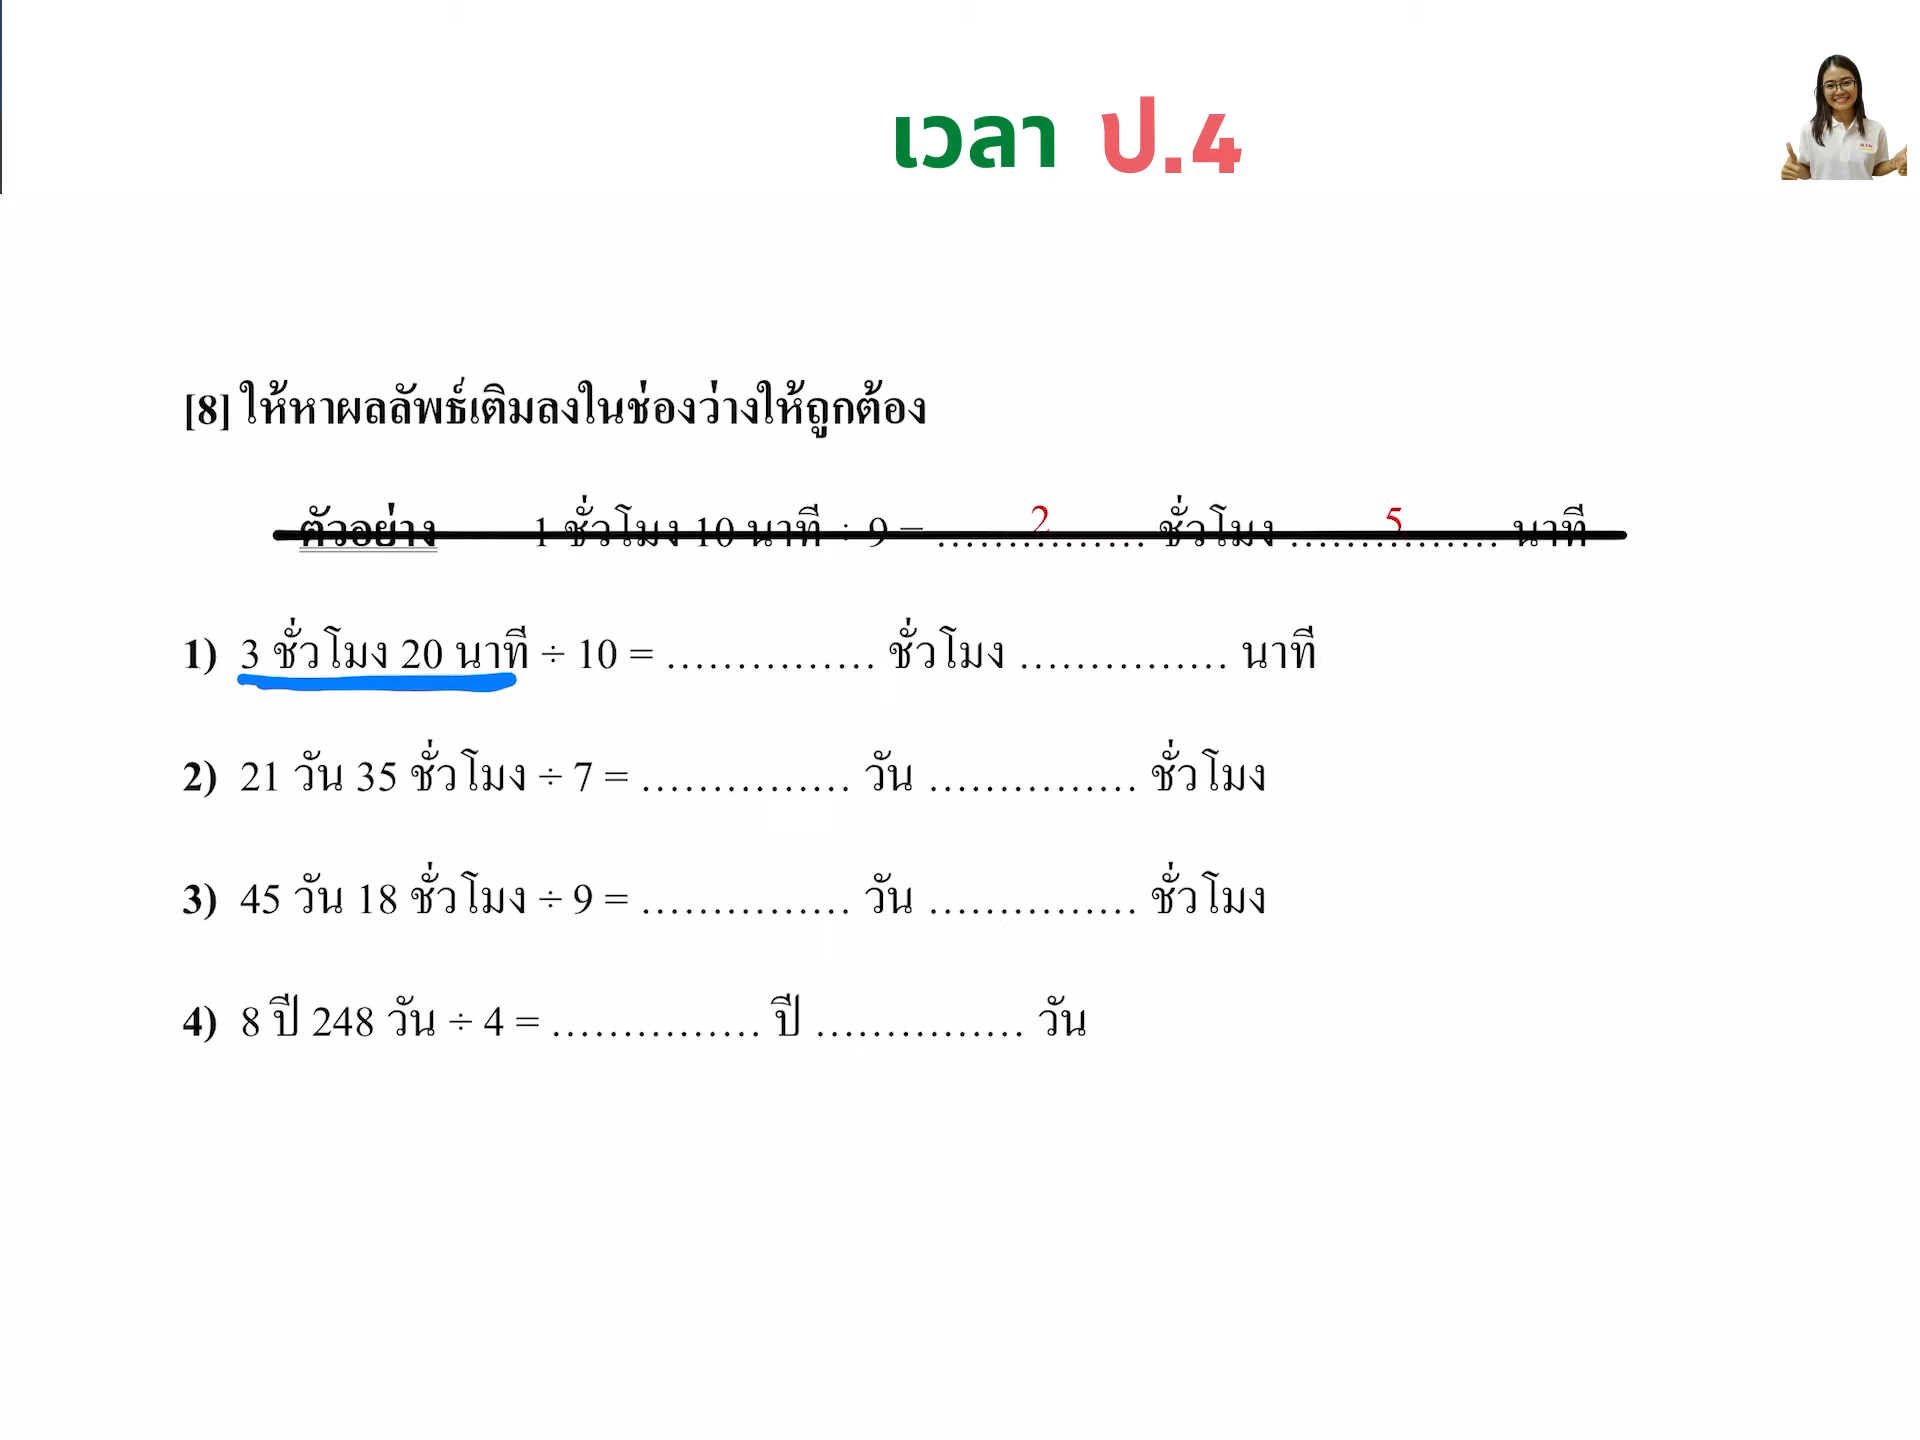 เวลา ป.4
[8] ให้หาผลลัพธ์เติมลงในช่องว่างให้ถูกต้อง
ตัวอย่าง 1 ชั่วโมง 10 นาที ÷ 9 = ...............2............... ชั่วโมง ...............5............... นาที
1) 3 ชั่วโมง 20 นาที ÷ 10 = ............... ชั่วโมง ............... นาที
2) 21 วัน 35 ชั่วโมง ÷ 7 = ............... วัน ............... ชั่วโมง
3) 45 วัน 18 ชั่วโมง ÷ 9 = ............... วัน ............... ชั่วโมง
4) 8 ปี 248 วัน ÷ 4 = ............... ปี ............... วัน